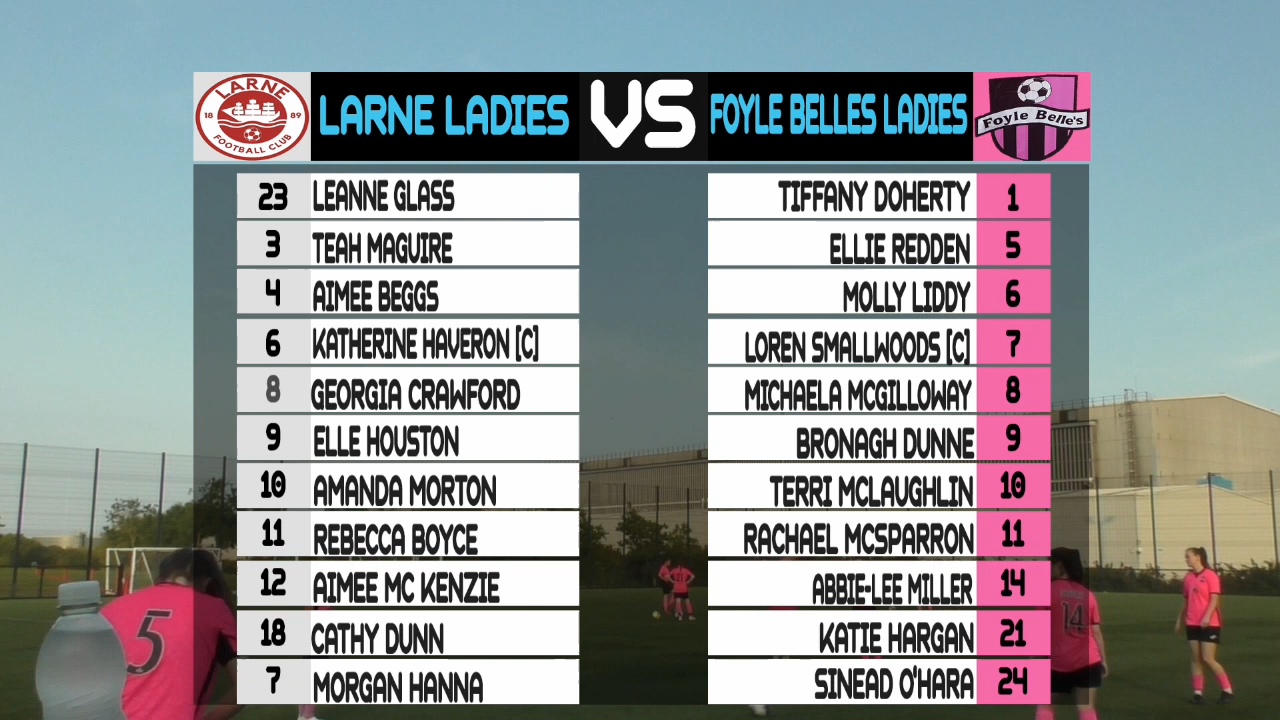 LARNE
18 89
FOOTBALL CLUB
LARNE LADIES VS FOYLE BELLES LADIES
Foyle Belle's
23 LEANNE GLASS TIFFANY DOHERTY 1
3 TEAH MAGUIRE ELLIE REDDEN 5
4 AIMEE BEGGS MOLLY LIDDY 6
6 KATHERINE HAVERON [C] LOREN SMALLWOODS [C] 7
8 GEORGIA CRAWFORD MICHAELA MCGILLOWAY 8
9 ELLE HOUSTON BRONAGH DUNNE 9
10 AMANDA MORTON TERRI MCLAUGHLIN 10
11 REBECCA BOYCE RACHAEL MCSPARRON 11
12 AIMEE MC KENZIE ABBIE-LEE MILLER 14
18 CATHY DUNN KATIE HARGAN 21
7 MORGAN HANNA SINEAD O'HARA 24
5
14